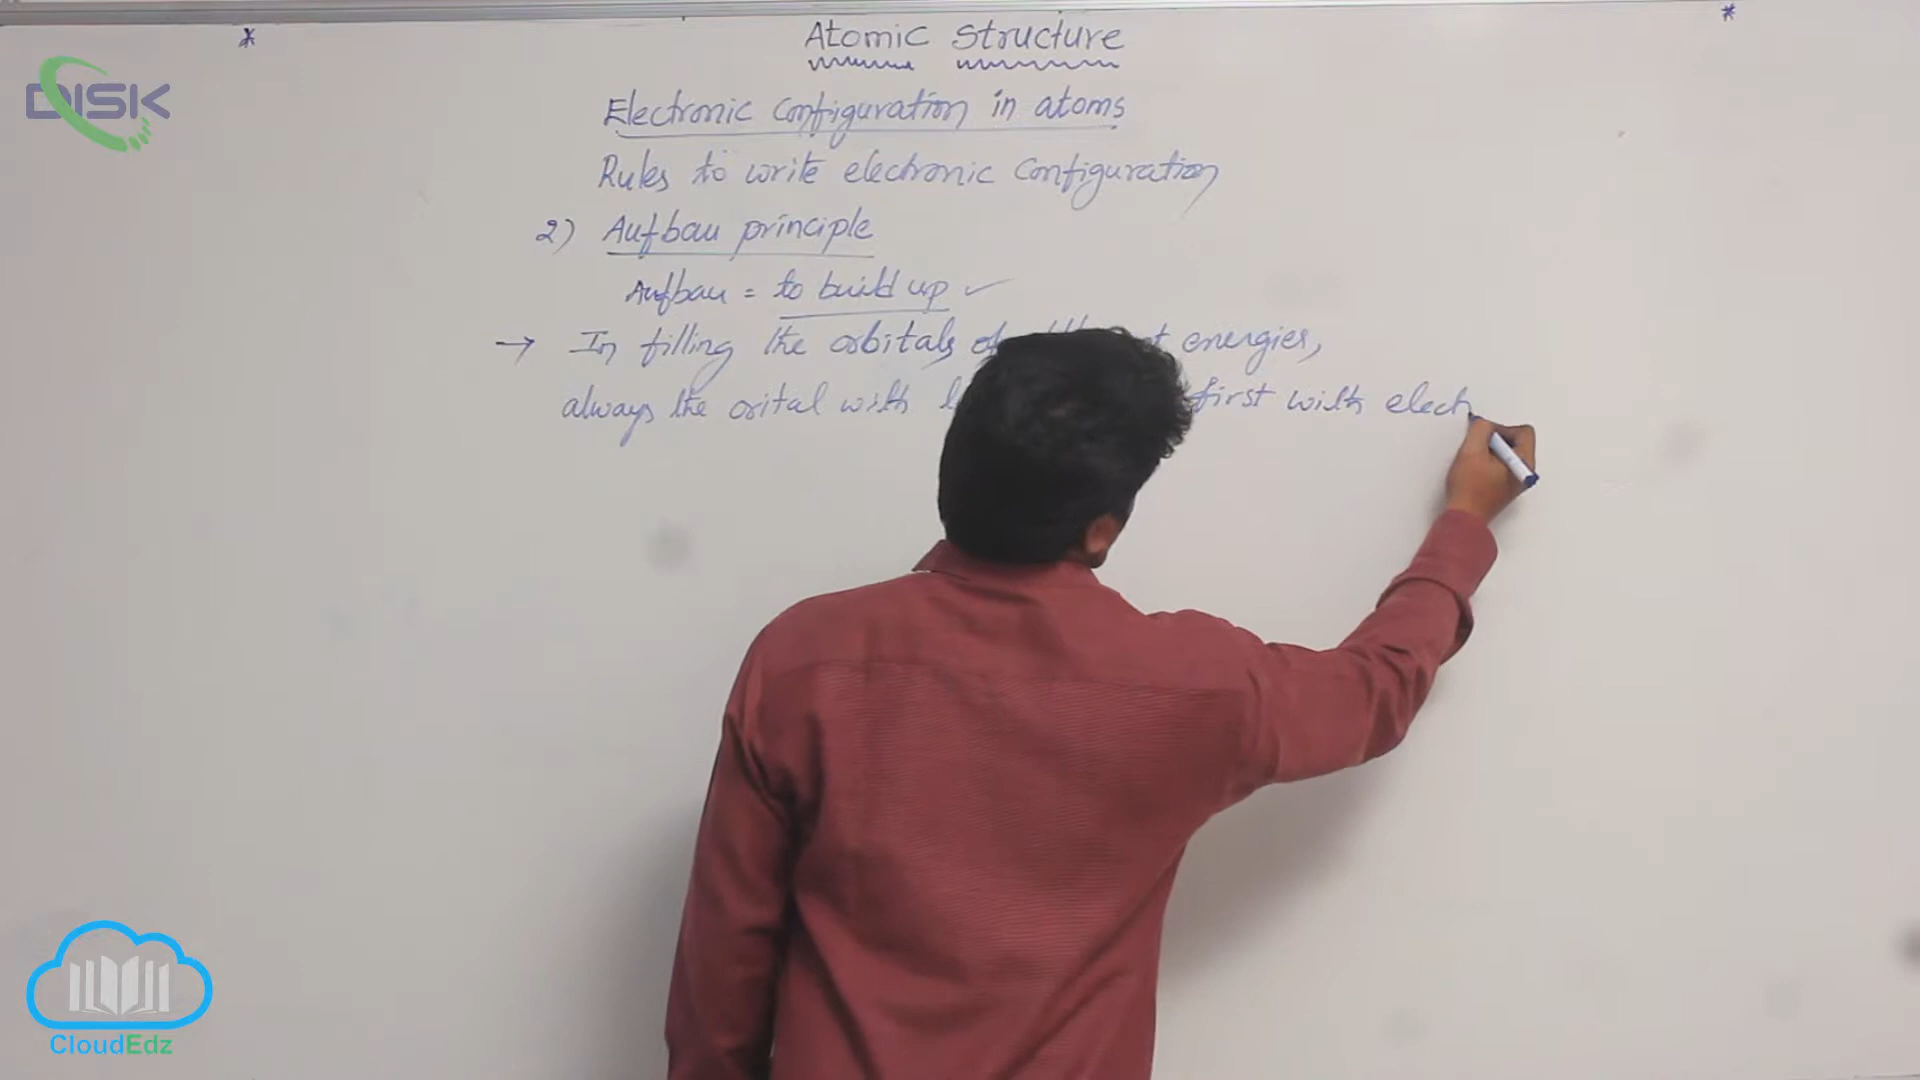 Atomic Structure
DISK
Electronic configuration in atoms
Rules to write electronic configuration
2) Aufbau principle
Aufbau = to build up ✓
→ In filling the orbitals of energies,
always the orital with first with elect
CloudEdz